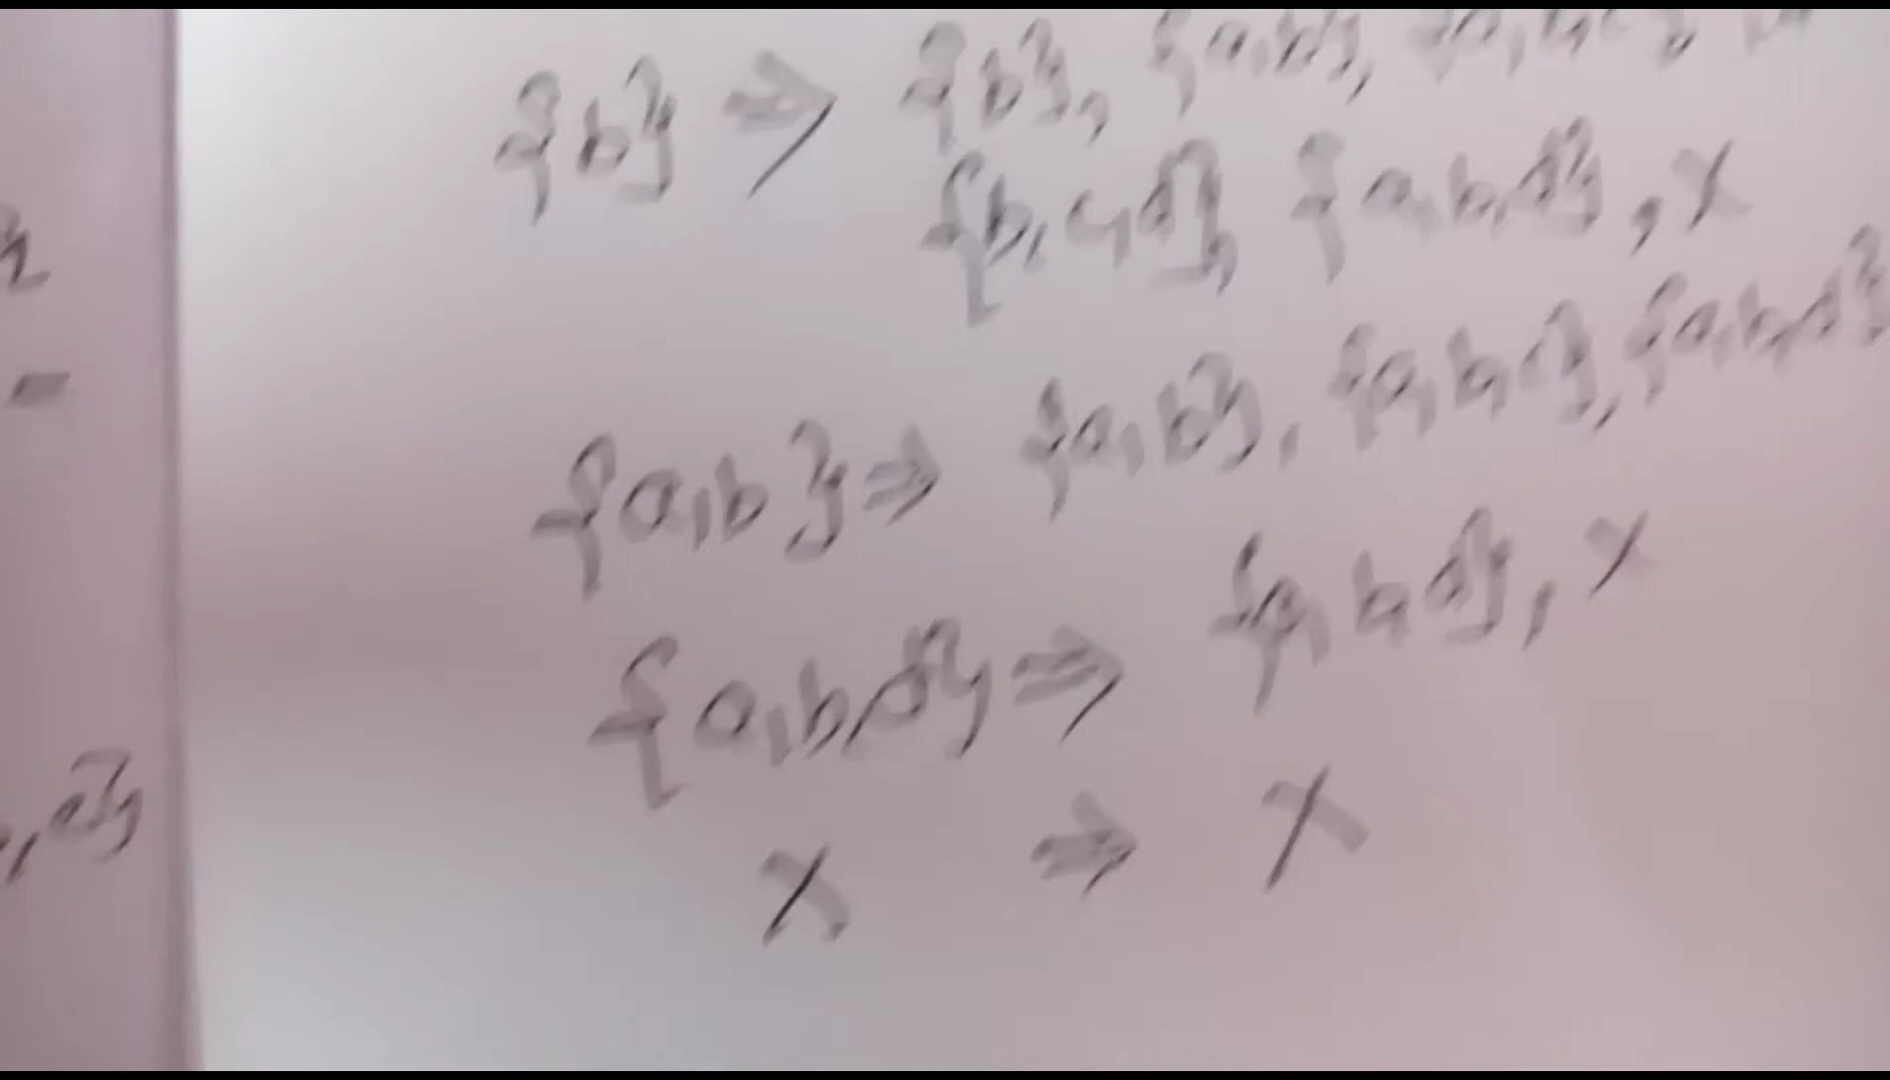 {b} ⇒ {b}, {a,b},
{b,c,d}, {a,b,d}, X
{a,b} ⇒ {a,b}, {a,b,c}, {a,b,d}
{a,b,d} ⇒ {a,b,d}, X
X ⇒ X